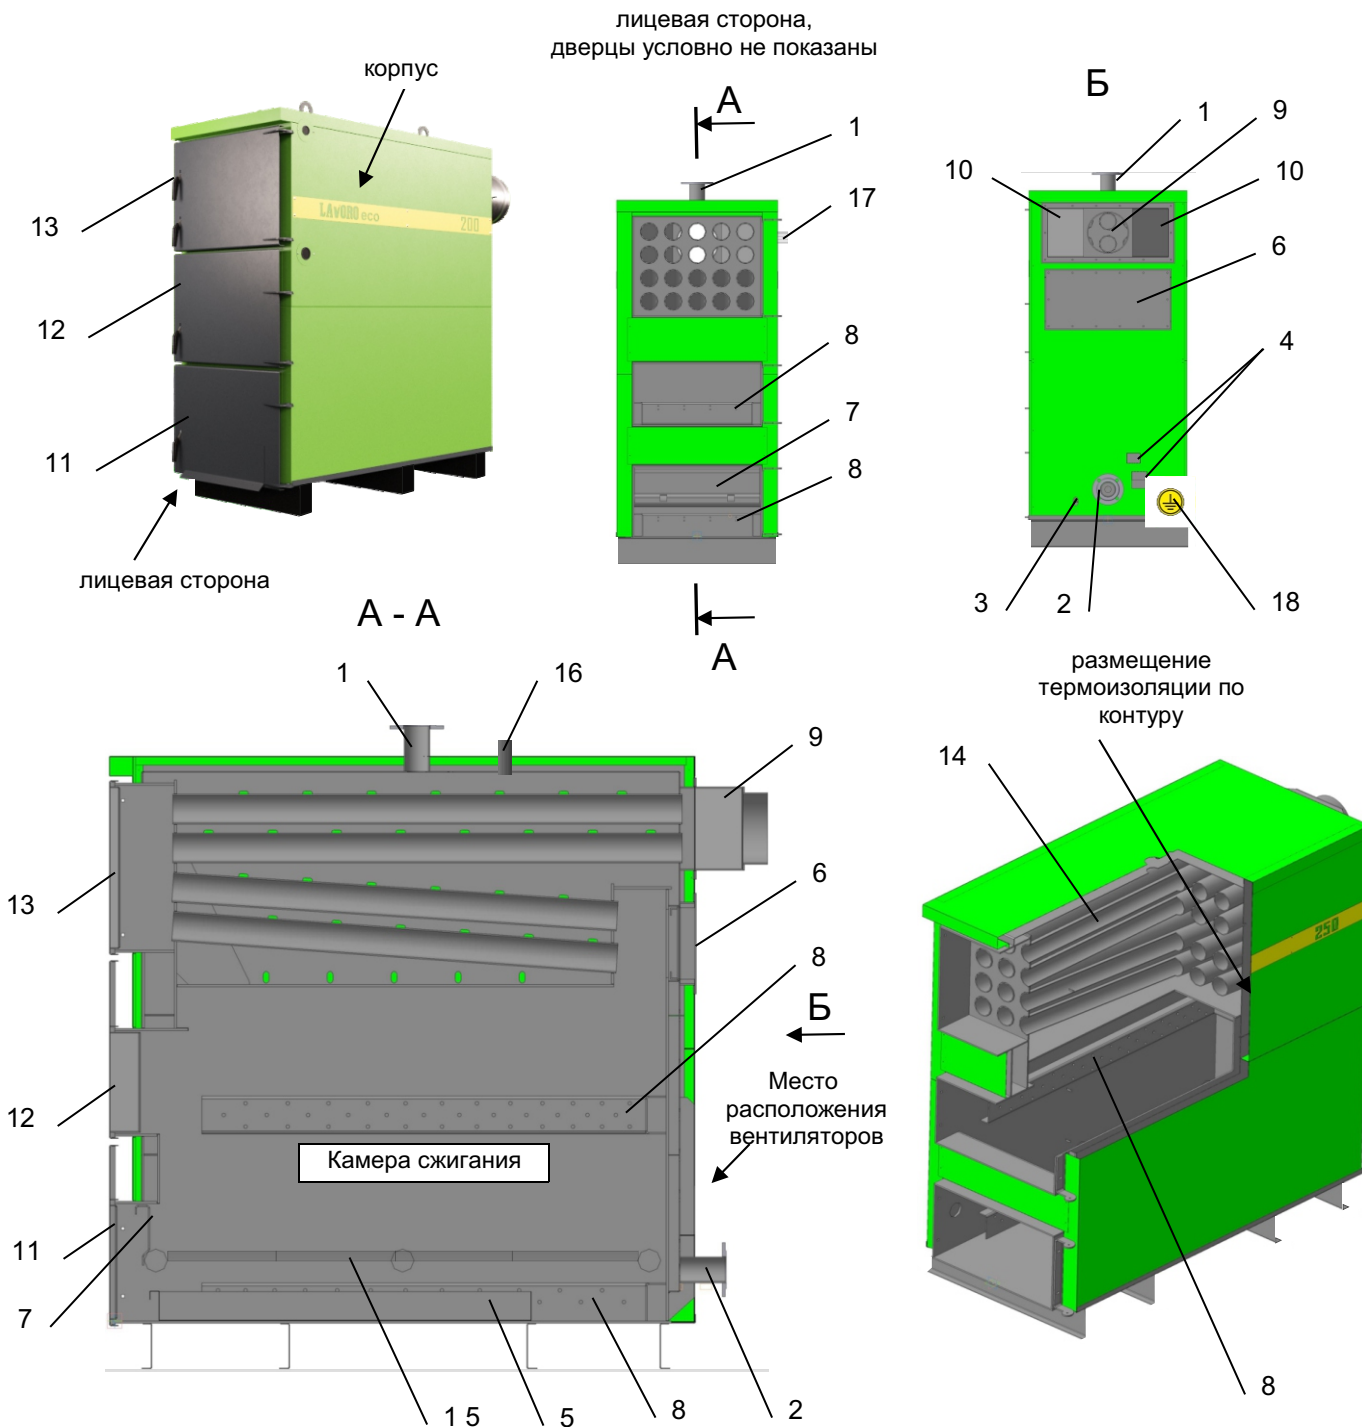 лицевая сторона,
дверцы условно не показаны
корпус
А
Б
1
1
9
10
10
17
13
LAVORO eco
200
6
12
8
4
7
11
8
лицевая сторона
3
2
18
А - А
А
размещение
термоизоляции по
контуру
1
16
9
14
13
6
250
8
Б
12
Место
расположения
вентиляторов
Камера сжигания
11
7
1 5
5
8
2
8